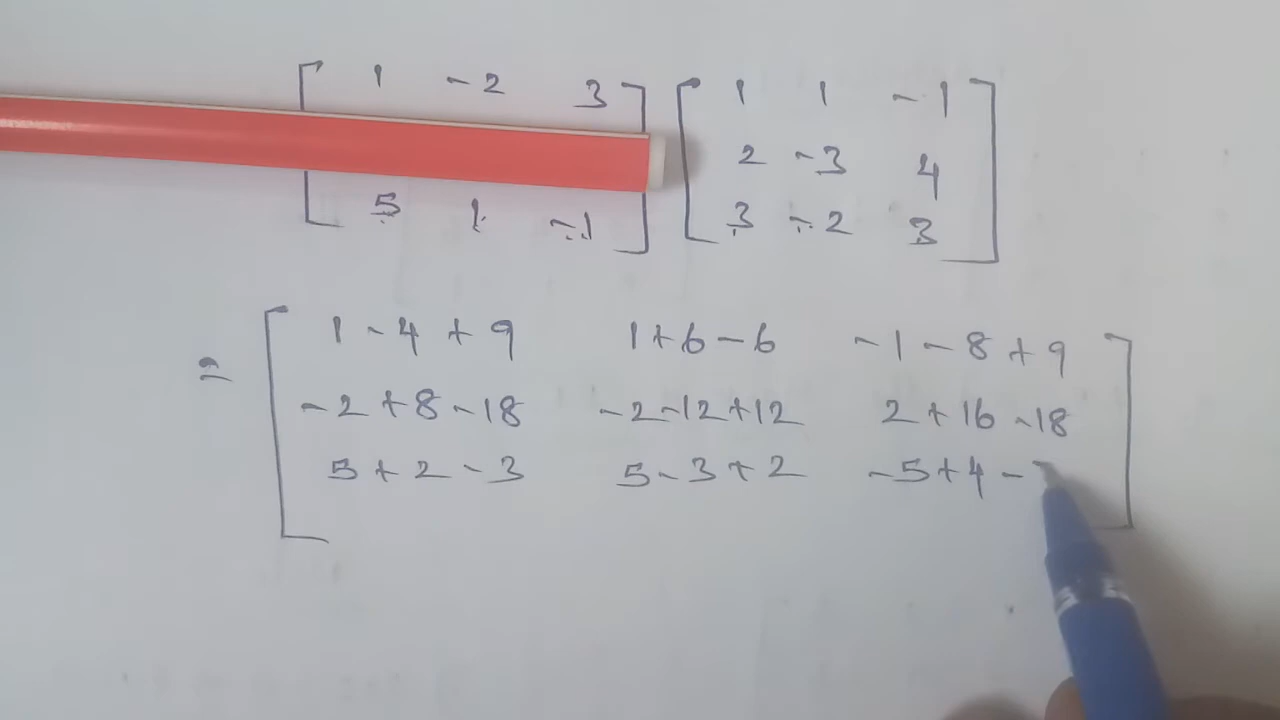 1 -2 3 1 1 -1
2 -3 4
5 1 -1 3 -2 3
= 1 - 4 + 9 1 + 6 - 6 -1 - 8 + 9
-2 + 8 - 18 -2 - 12 + 12 2 + 16 - 18
5 + 2 - 3 5 - 3 + 2 -5 + 4 -